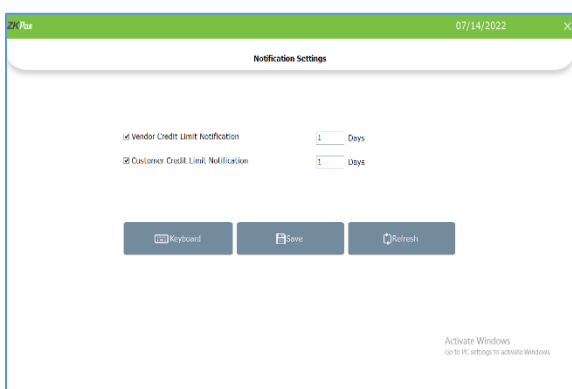 ZKPos
07/14/2022
Notification Settings
Vendor Credit Limit Notification 1 Days
Customer Credit Limit Notification 1 Days
Keyboard Save Refresh
Activate Windows
Go to PC settings to activate Windows.